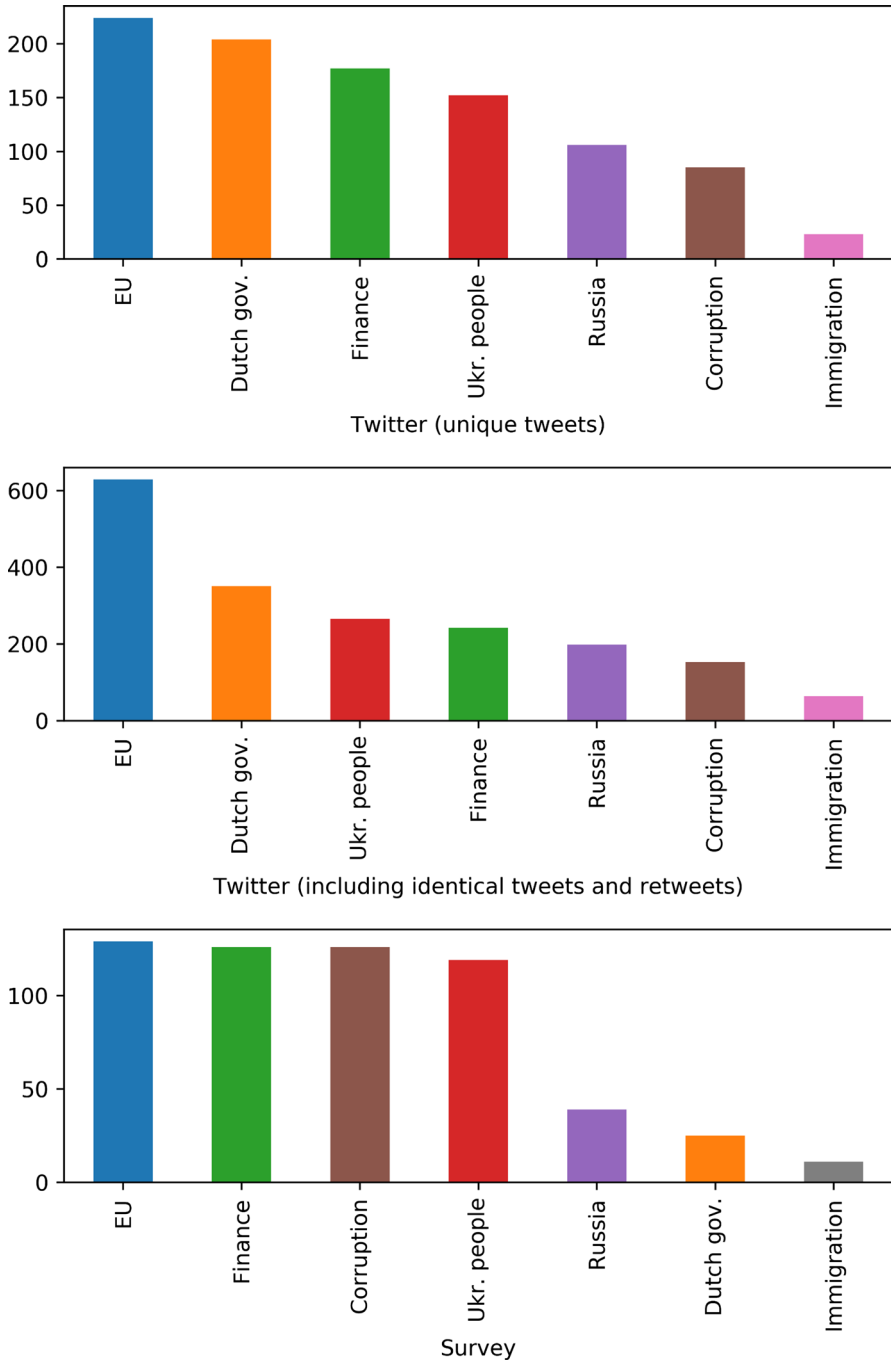 200
150
100
50
0
EU
Dutch gov.
Finance
Ukr. people
Russia
Corruption
Immigration
Twitter (unique tweets)
600
400
200
0
EU
Dutch gov.
Ukr. people
Finance
Russia
Corruption
Immigration
Twitter (including identical tweets and retweets)
100
50
0
EU
Finance
Corruption
Ukr. people
Russia
Dutch gov.
Immigration
Survey